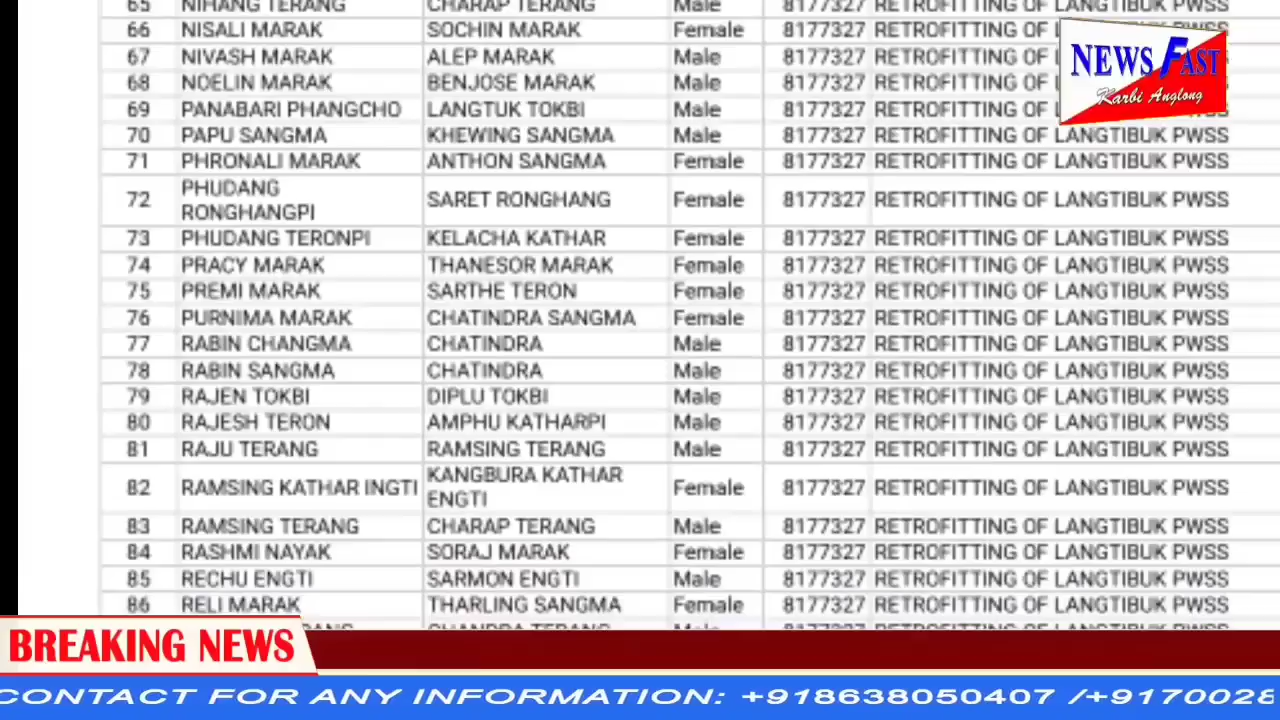 65 NIHANG TERANG CHARAP TERANG Male 8177327 RETROFITTING OF LANGTIBUK PWSS
66 NISALI MARAK SOCHIN MARAK Female 8177327 RETROFITTING OF
67 NIVASH MARAK ALEP MARAK Male 8177327 RETROFITTING OF
68 NOELIN MARAK BENJOSE MARAK Male 8177327 RETROFITTING OF
69 PANABARI PHANGCHO LANGTUK TOKBI Male 8177327 RETROFITTING OF
NEWS FAST
Karbi Anglong
70 PAPU SANGMA KHEWING SANGMA Male 8177327 RETROFITTING OF LANGTIBUK PWSS
71 PHRONALI MARAK ANTHON SANGMA Female 8177327 RETROFITTING OF LANGTIBUK PWSS
72 PHUDANG RONGHANGPI SARET RONGHANG Female 8177327 RETROFITTING OF LANGTIBUK PWSS
73 PHUDANG TERONPI KELACHA KATHAR Female 8177327 RETROFITTING OF LANGTIBUK PWSS
74 PRACY MARAK THANESOR MARAK Female 8177327 RETROFITTING OF LANGTIBUK PWSS
75 PREMI MARAK SARTHE TERON Female 8177327 RETROFITTING OF LANGTIBUK PWSS
76 PURNIMA MARAK CHATINDRA SANGMA Female 8177327 RETROFITTING OF LANGTIBUK PWSS
77 RABIN CHANGMA CHATINDRA Male 8177327 RETROFITTING OF LANGTIBUK PWSS
78 RABIN SANGMA CHATINDRA Male 8177327 RETROFITTING OF LANGTIBUK PWSS
79 RAJEN TOKBI DIPLU TOKBI Male 8177327 RETROFITTING OF LANGTIBUK PWSS
80 RAJESH TERON AMPHU KATHARPI Male 8177327 RETROFITTING OF LANGTIBUK PWSS
81 RAJU TERANG RAMSING TERANG Male 8177327 RETROFITTING OF LANGTIBUK PWSS
82 RAMSING KATHAR INGTI KANGBURA KATHAR ENGTI Female 8177327 RETROFITTING OF LANGTIBUK PWSS
83 RAMSING TERANG CHARAP TERANG Male 8177327 RETROFITTING OF LANGTIBUK PWSS
84 RASHMI NAYAK SORAJ MARAK Female 8177327 RETROFITTING OF LANGTIBUK PWSS
85 RECHU ENGTI SARMON ENGTI Male 8177327 RETROFITTING OF LANGTIBUK PWSS
86 RELI MARAK THARLING SANGMA Female 8177327 RETROFITTING OF LANGTIBUK PWSS
BREAKING NEWS
CONTACT FOR ANY INFORMATION: +918638050407 /+9170028